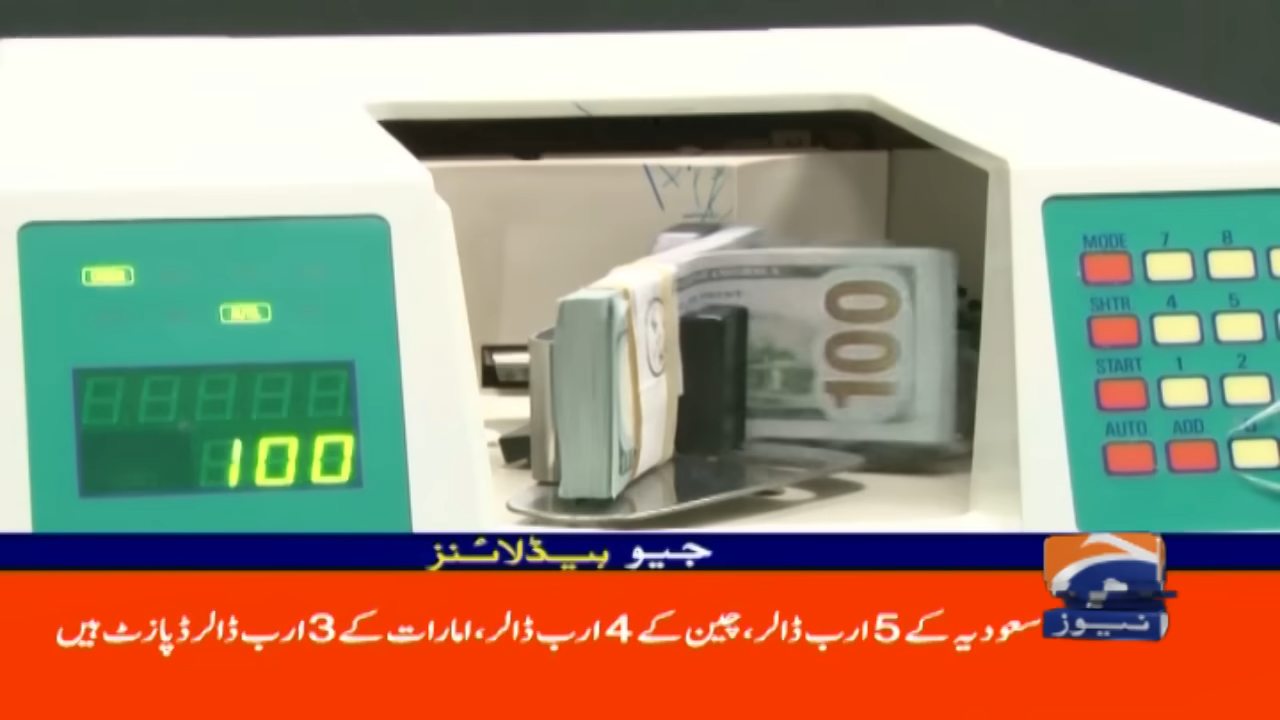 MODE 7 8
SHTR 4 5
START 1 2
AUTO ADD
100
100
جیو ہیڈلائنز
سعودیہ کے 5 ارب ڈالر، چین کے 4 ارب ڈالر، امارات کے 3 ارب ڈالر ڈپازٹ ہیں
نیوز